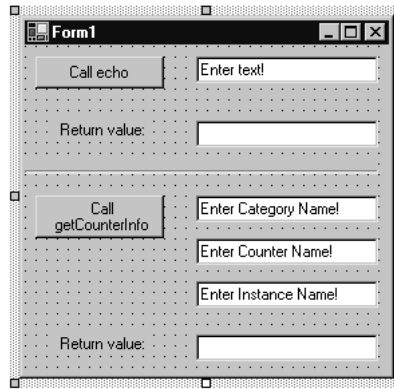 Form1
Call echo
Enter text!
Return value:
Call
getCounterInfo
Enter Category Name!
Enter Counter Name!
Enter Instance Name!
Return value: